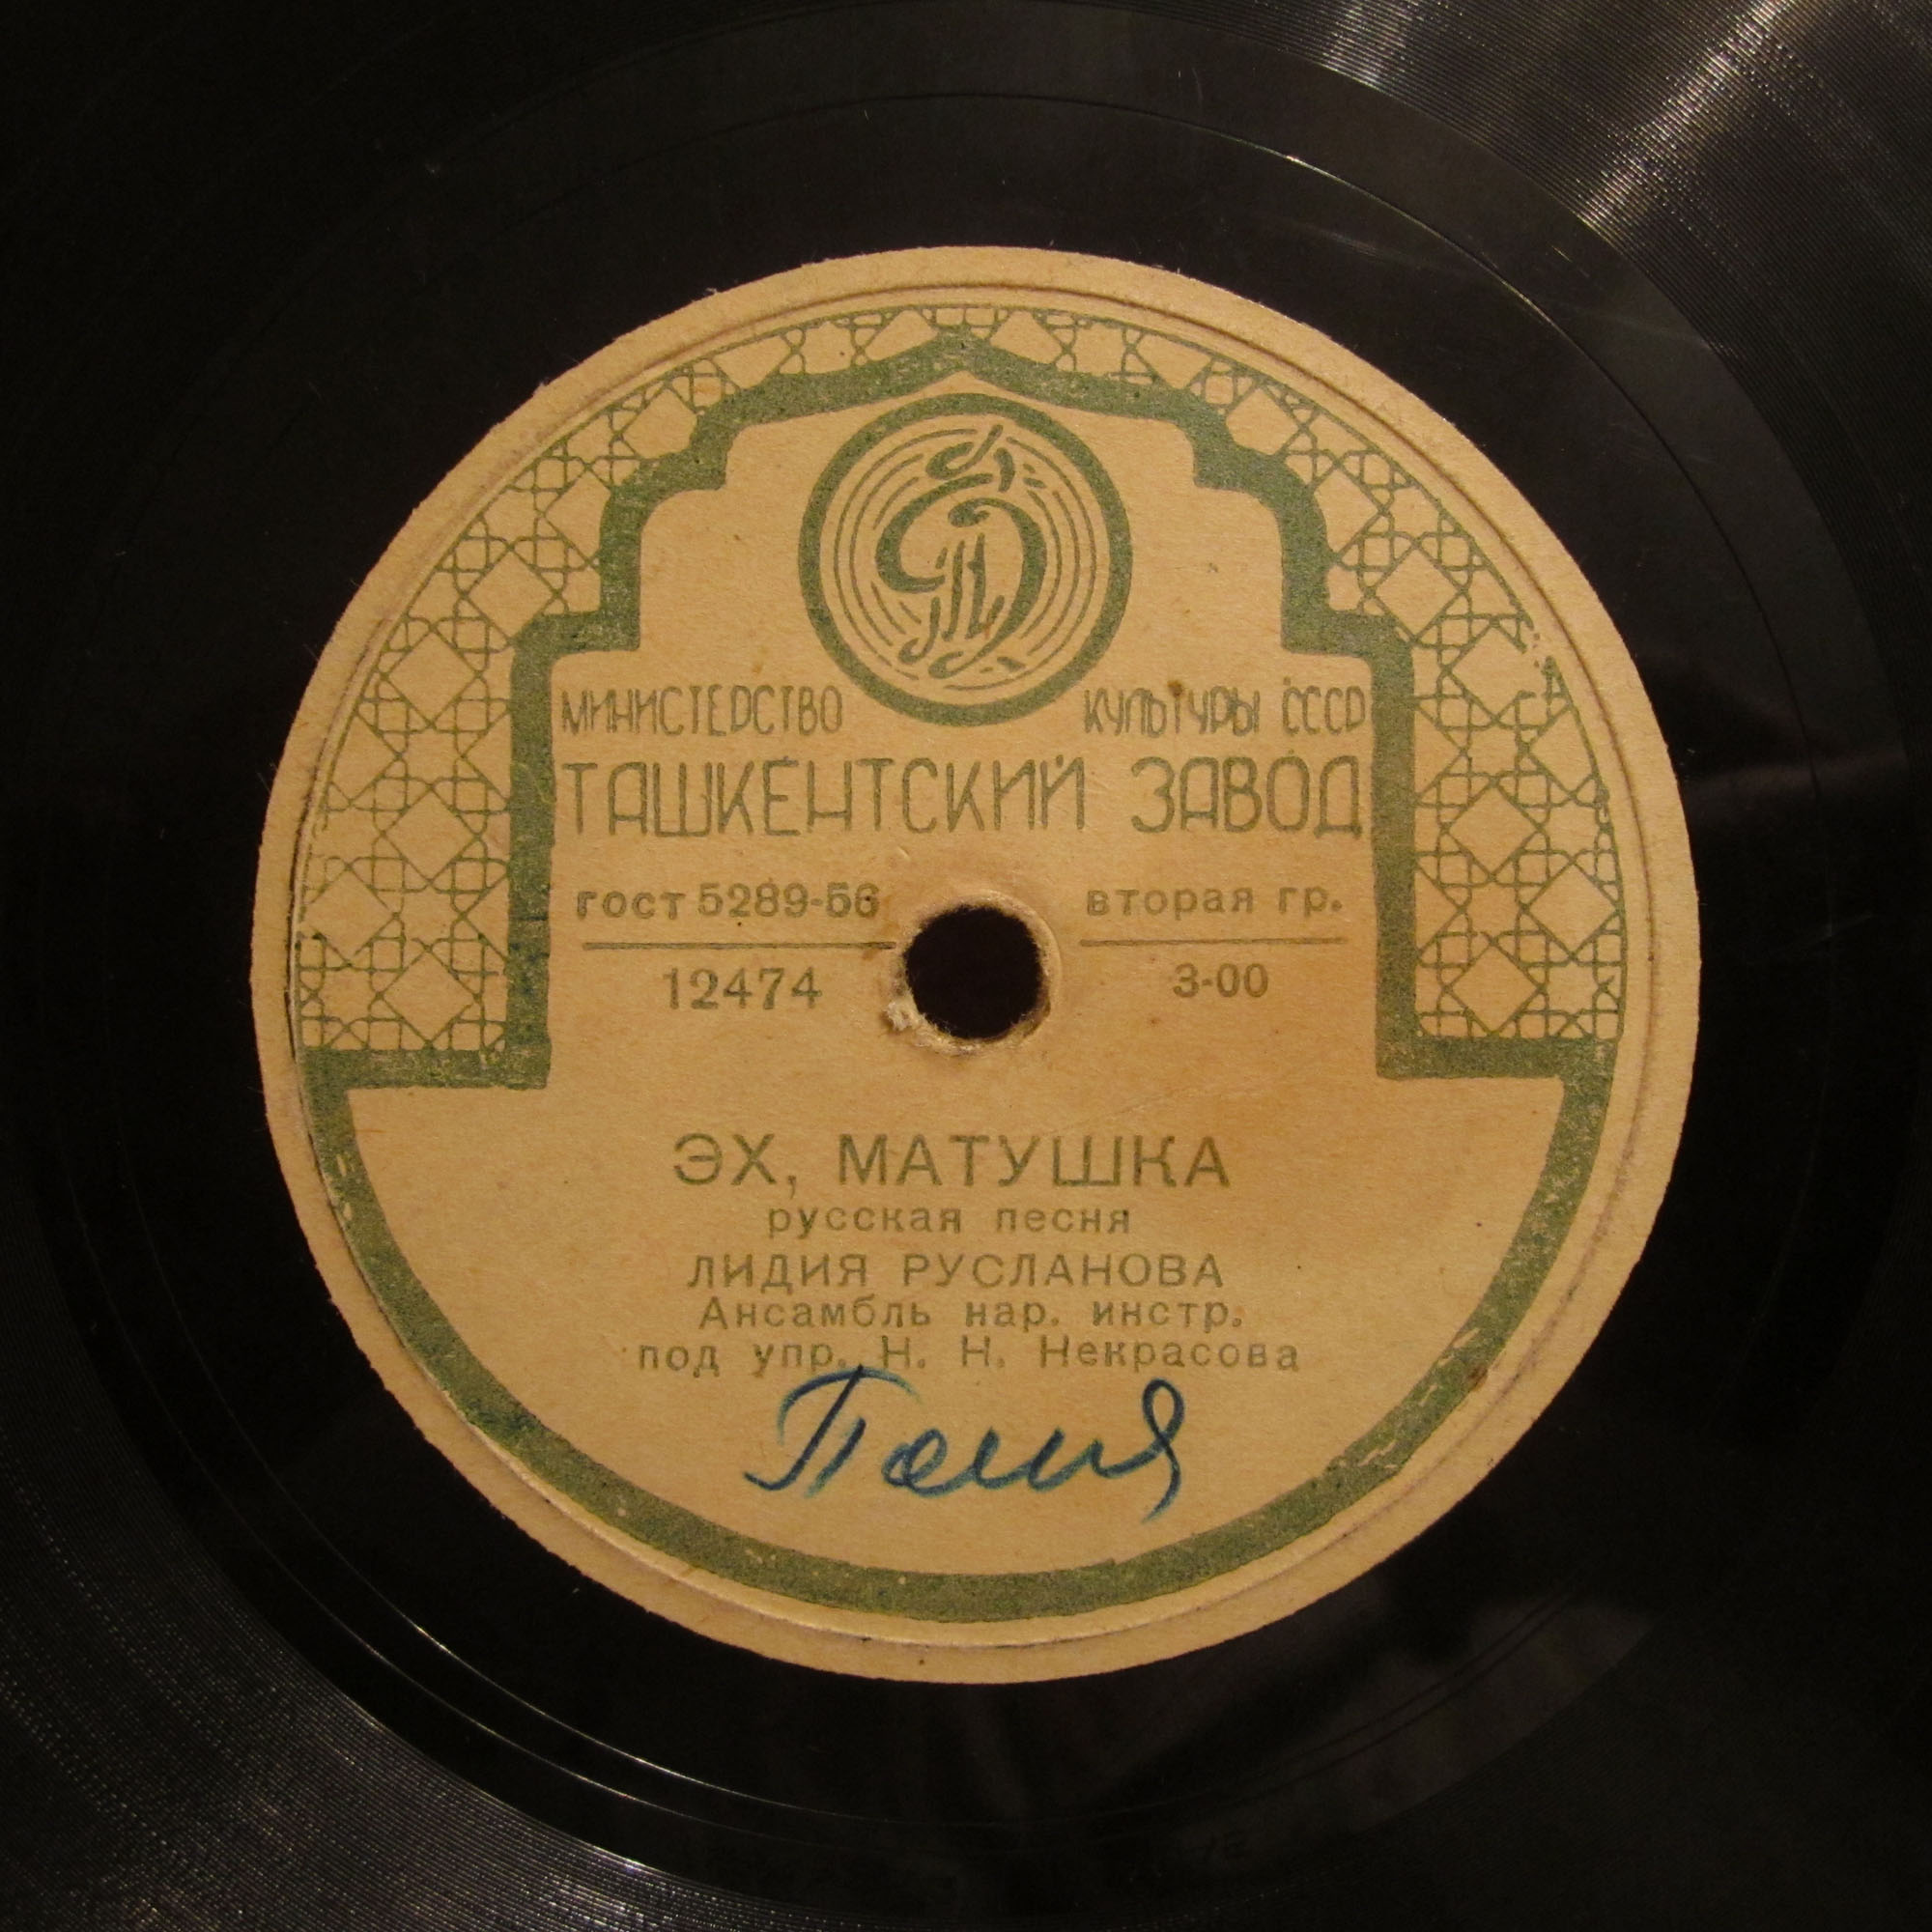 МИНИСТЕРСТВО КУЛЬТУРЫ СССР
ТАШКЕНТСКИЙ ЗАВОД
гост 5289-56 вторая гр.
12474 3-00
ЭХ, МАТУШКА
русская песня
ЛИДИЯ РУСЛАНОВА
Ансамбль нар. инстр.
под упр. Н. Н. Некрасова